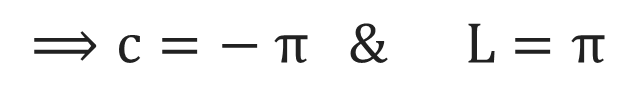 ⟹ c = − π & L = π